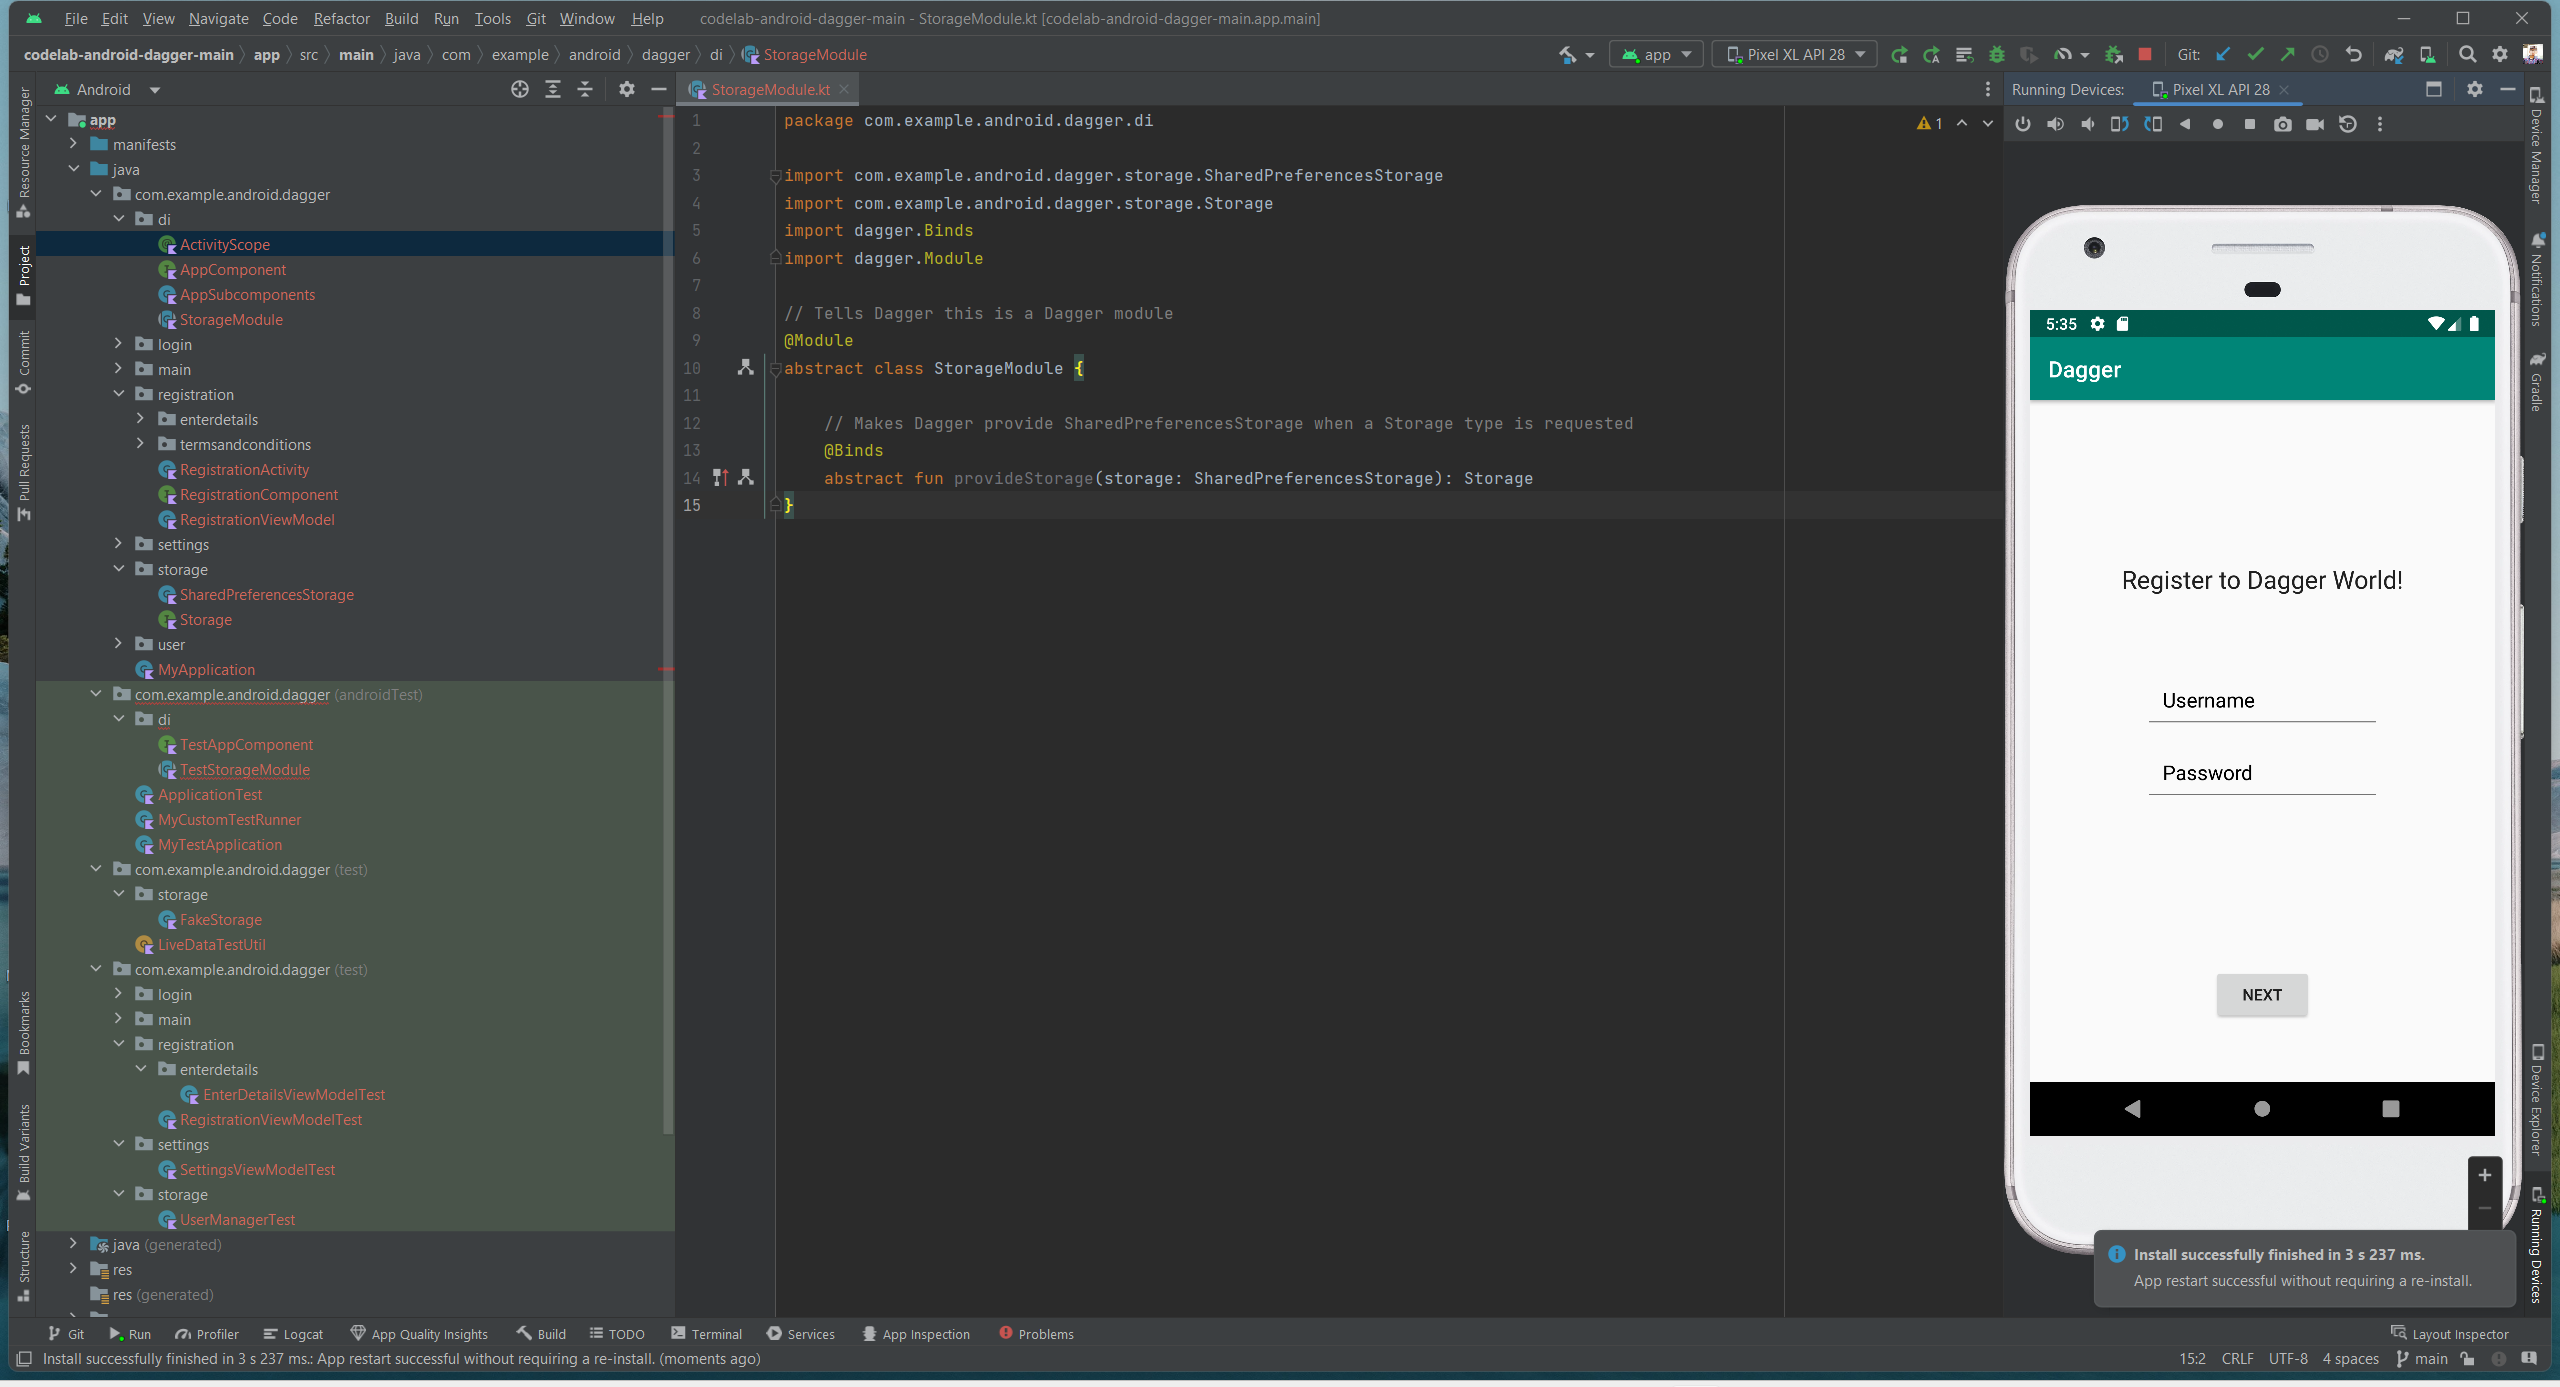 File Edit View Navigate Code Refactor Build Run Tools Git Window Help codelab-android-dagger-main - StorageModule.kt [codelab-android-dagger-main.app.main]
codelab-android-dagger-main app src main java com example android dagger di StorageModule app Pixel XL API 28 Git:
Android StorageModule.kt Running Devices: Pixel XL API 28
Resource Manager
Project
Commit
Pull Requests
Bookmarks
Build Variants
Structure
app
manifests
java
com.example.android.dagger
di
ActivityScope
AppComponent
AppSubcomponents
StorageModule
login
main
registration
enterdetails
termsandconditions
RegistrationActivity
RegistrationComponent
RegistrationViewModel
settings
storage
SharedPreferencesStorage
Storage
user
MyApplication
com.example.android.dagger (androidTest)
di
TestAppComponent
TestStorageModule
ApplicationTest
MyCustomTestRunner
MyTestApplication
com.example.android.dagger (test)
storage
FakeStorage
LiveDataTestUtil
com.example.android.dagger (test)
login
main
registration
enterdetails
EnterDetailsViewModelTest
RegistrationViewModelTest
settings
SettingsViewModelTest
storage
UserManagerTest
java (generated)
res
res (generated)
1 package com.example.android.dagger.di
2
3 import com.example.android.dagger.storage.SharedPreferencesStorage
4 import com.example.android.dagger.storage.Storage
5 import dagger.Binds
6 import dagger.Module
7
8 // Tells Dagger this is a Dagger module
9 @Module
10 abstract class StorageModule {
11
12 // Makes Dagger provide SharedPreferencesStorage when a Storage type is requested
13 @Binds
14 abstract fun provideStorage(storage: SharedPreferencesStorage): Storage
15 }
1
5:35
Dagger
Register to Dagger World!
Username
Password
NEXT
Install successfully finished in 3 s 237 ms.
App restart successful without requiring a re-install.
Device Manager
Notifications
Gradle
Device Explorer
Running Devices
Git Run Profiler Logcat App Quality Insights Build TODO Terminal Services App Inspection Problems Layout Inspector
Install successfully finished in 3 s 237 ms.: App restart successful without requiring a re-install. (moments ago) 15:2 CRLF UTF-8 4 spaces main